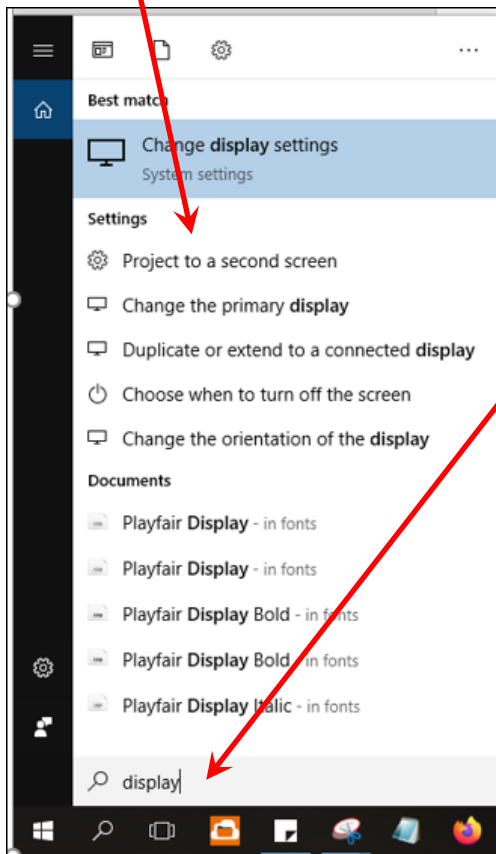 ...
Best match
Change display settings
System settings
Settings
Project to a second screen
Change the primary display
Duplicate or extend to a connected display
Choose when to turn off the screen
Change the orientation of the display
Documents
Playfair Display - in fonts
Playfair Display - in fonts
Playfair Display Bold - in fonts
Playfair Display Bold - in fonts
Playfair Display Italic - in fonts
display